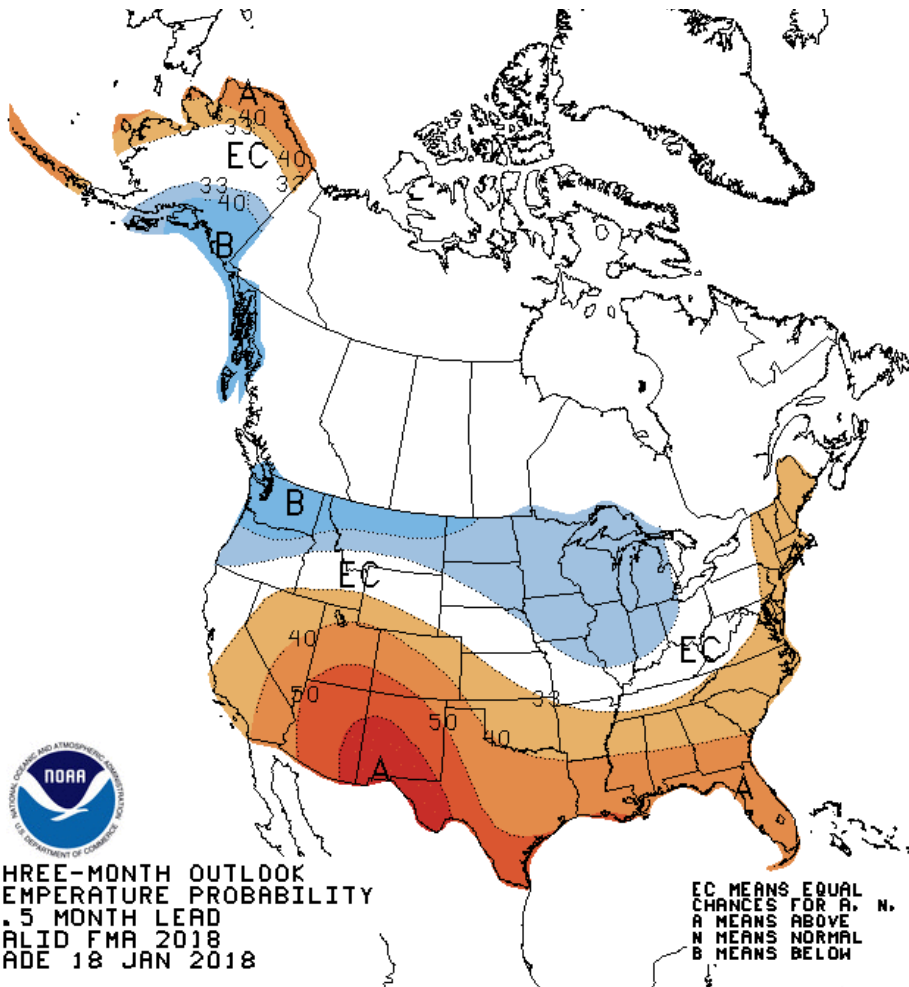 A
40
33
EC
40
33
33
40
B
B
EC
EC
40
50
33
50
40
A
A
NATIONAL OCEANIC AND ATMOSPHERIC ADMINISTRATION
NOAA
U.S. DEPARTMENT OF COMMERCE
HREE-MONTH OUTLOOK
EMPERATURE PROBABILITY
.5 MONTH LEAD
ALID FMA 2018
ADE 18 JAN 2018
EC MEANS EQUAL
CHANCES FOR A, N,
A MEANS ABOVE
N MEANS NORMAL
B MEANS BELOW